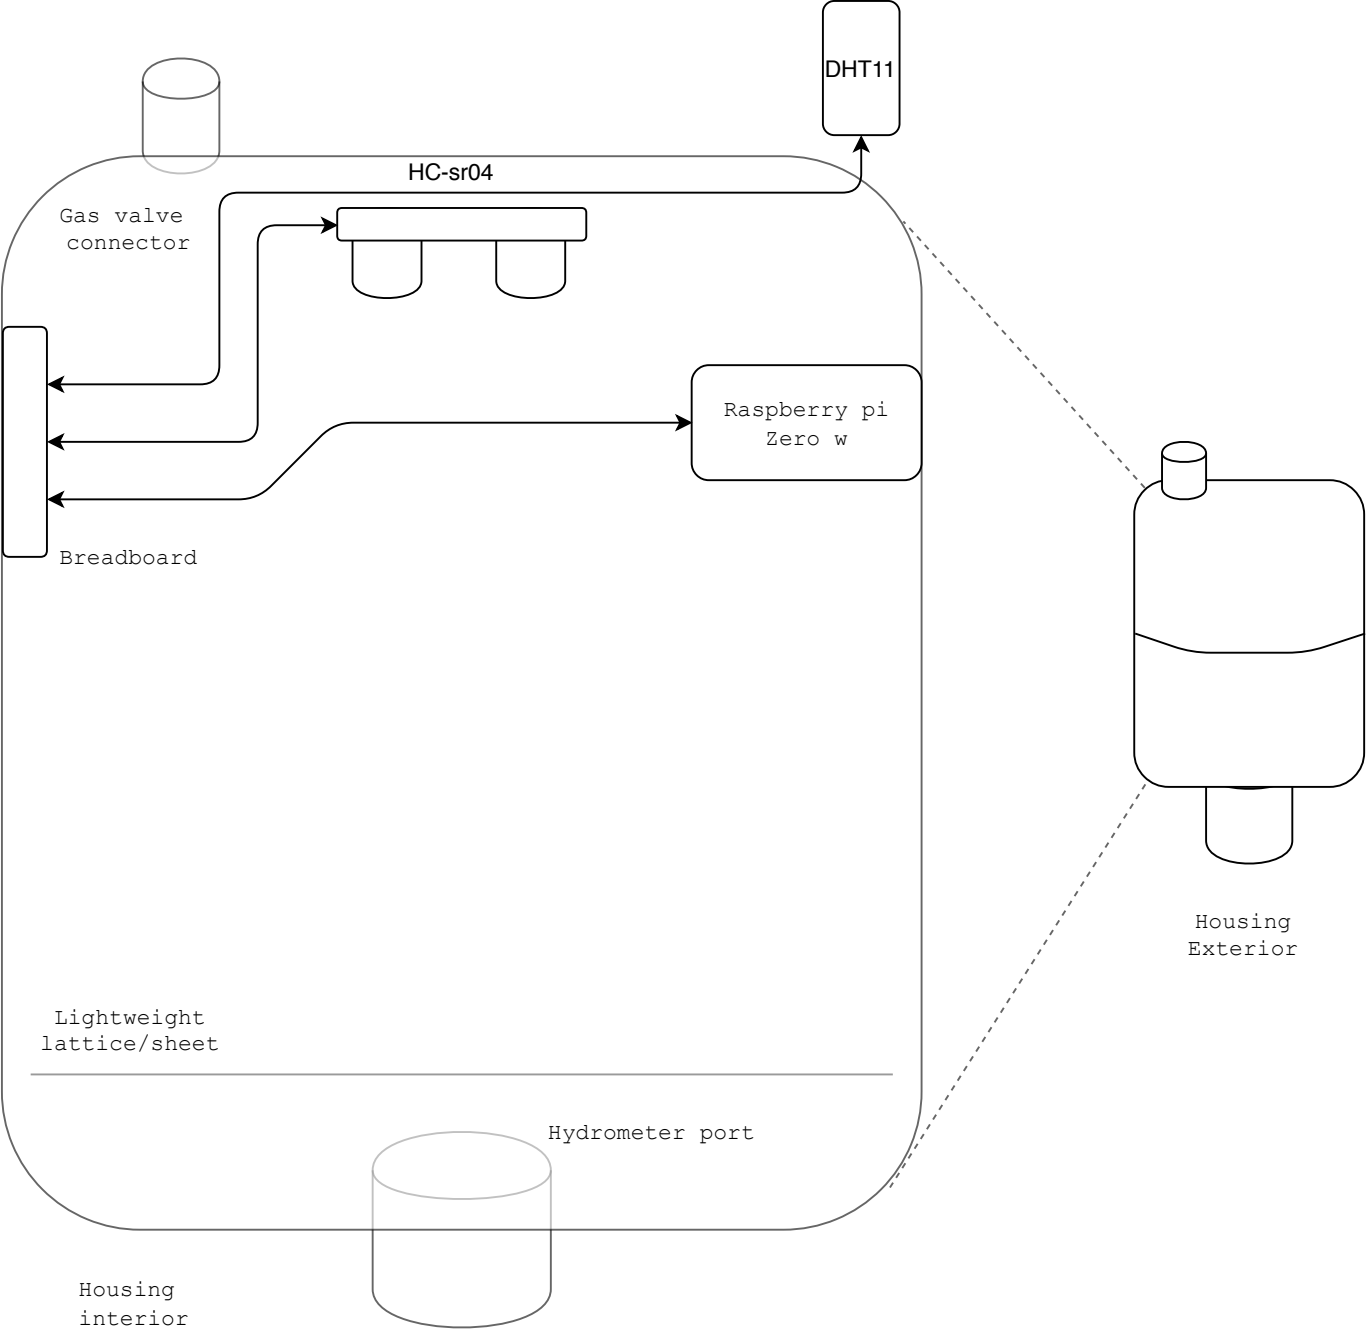 DHT11
HC-sr04
Gas valve
connector
Raspberry pi
Zero w
Breadboard
Housing
Exterior
Lightweight
lattice/sheet
Hydrometer port
Housing
interior